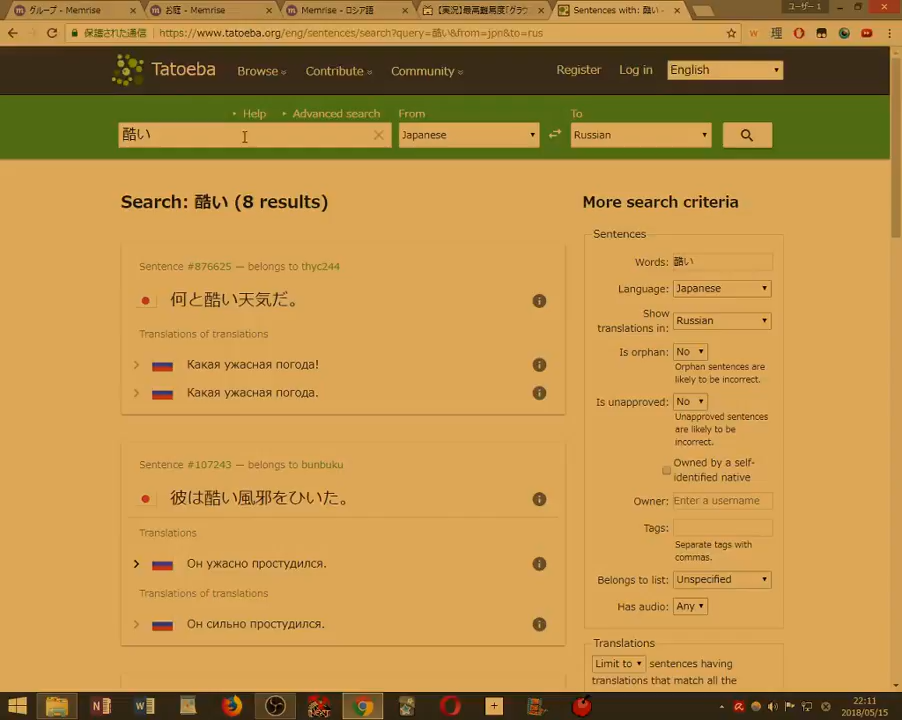 グループ - Memrise
お庭 - Memrise
Memrise - ロシア語
Sentences with: 酷い -
ユーザー 1
保護された通信
https://www.tatoeba.org/eng/sentences/search?query=酷い&from=jpn&to=rus
Tatoeba
Browse
Contribute
Community
Register
Log in
English
Help
Advanced search
From
To
酷い
Japanese
Russian
Search: 酷い (8 results)
Sentence #876625 — belongs to thyc244
何と酷い天気だ。
Translations of translations
Какая ужасная погода!
Какая ужасная погода.
Sentence #107243 — belongs to bunbuku
彼は酷い風邪をひいた。
Translations
Он ужасно простудился.
Translations of translations
Он сильно простудился.
More search criteria
Sentences
Words: 酷い
Language: Japanese
Show translations in: Russian
Is orphan: No
Orphan sentences are
likely to be incorrect.
Is unapproved: No
Unapproved sentences
are likely to be
incorrect.
Owned by a self-
identified native
Owner: Enter a username
Tags:
Separate tags with
commas.
Belongs to list: Unspecified
Has audio: Any
Translations
Limit to sentences having
translations that match all the
22:11
2018/05/15